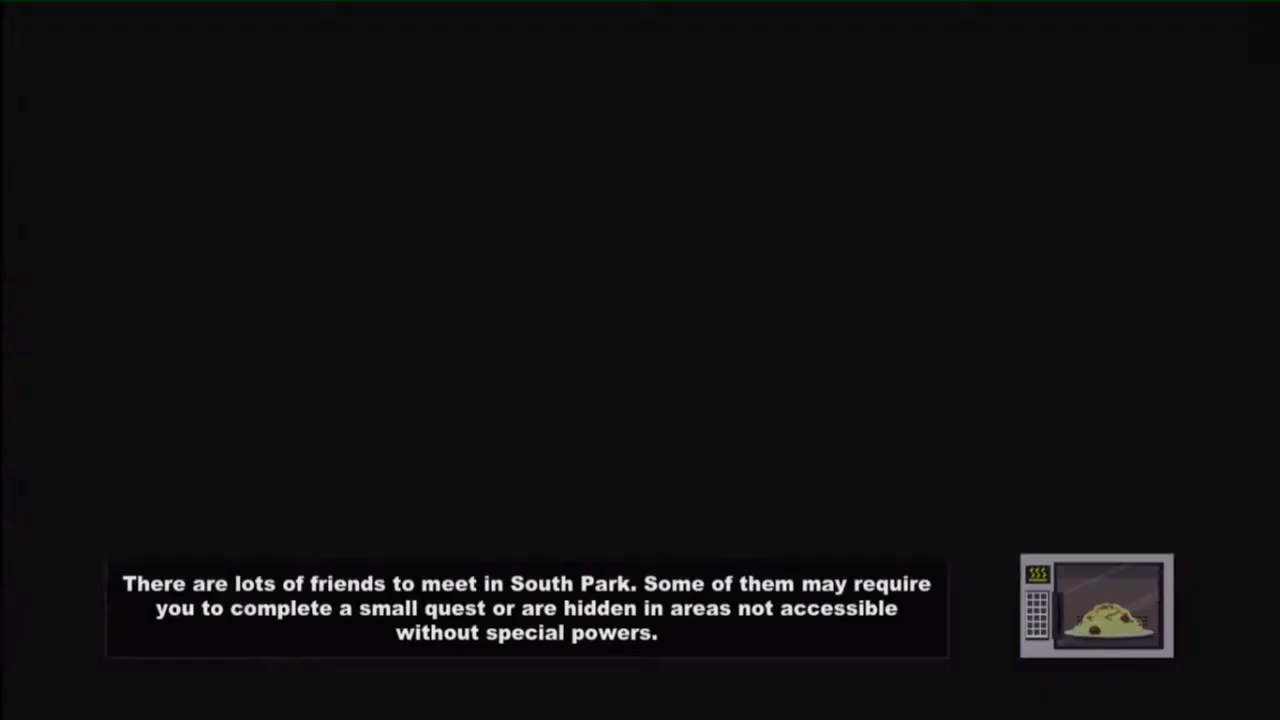 There are lots of friends to meet in South Park. Some of them may require
you to complete a small quest or are hidden in areas not accessible
without special powers.